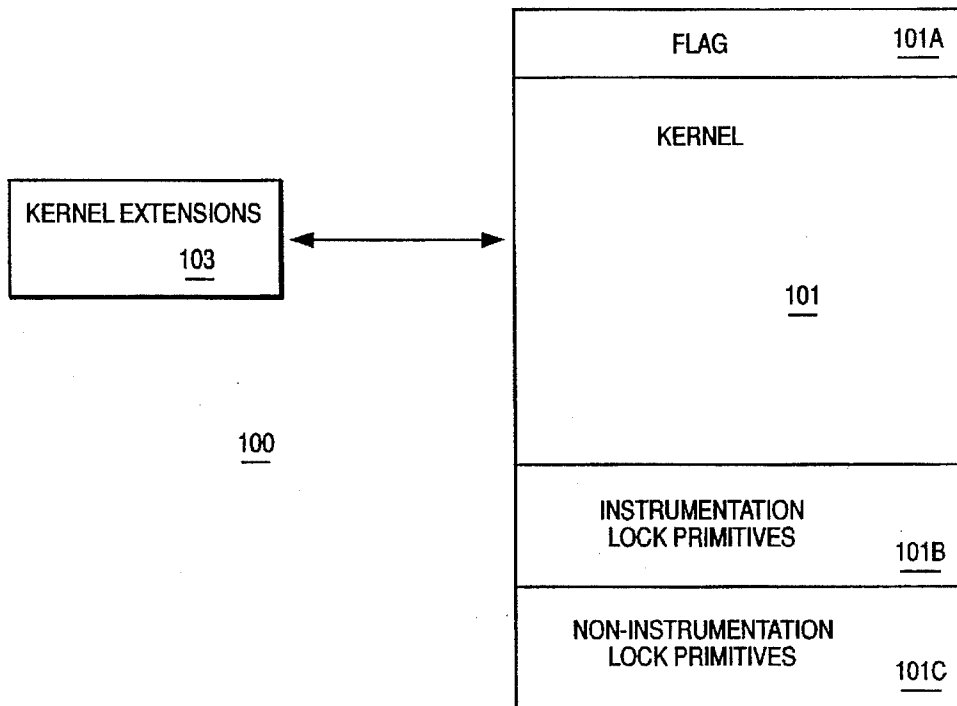 FLAG 101A
KERNEL
KERNEL EXTENSIONS
103
101
100
INSTRUMENTATION
LOCK PRIMITIVES
101B
NON-INSTRUMENTATION
LOCK PRIMITIVES
101C